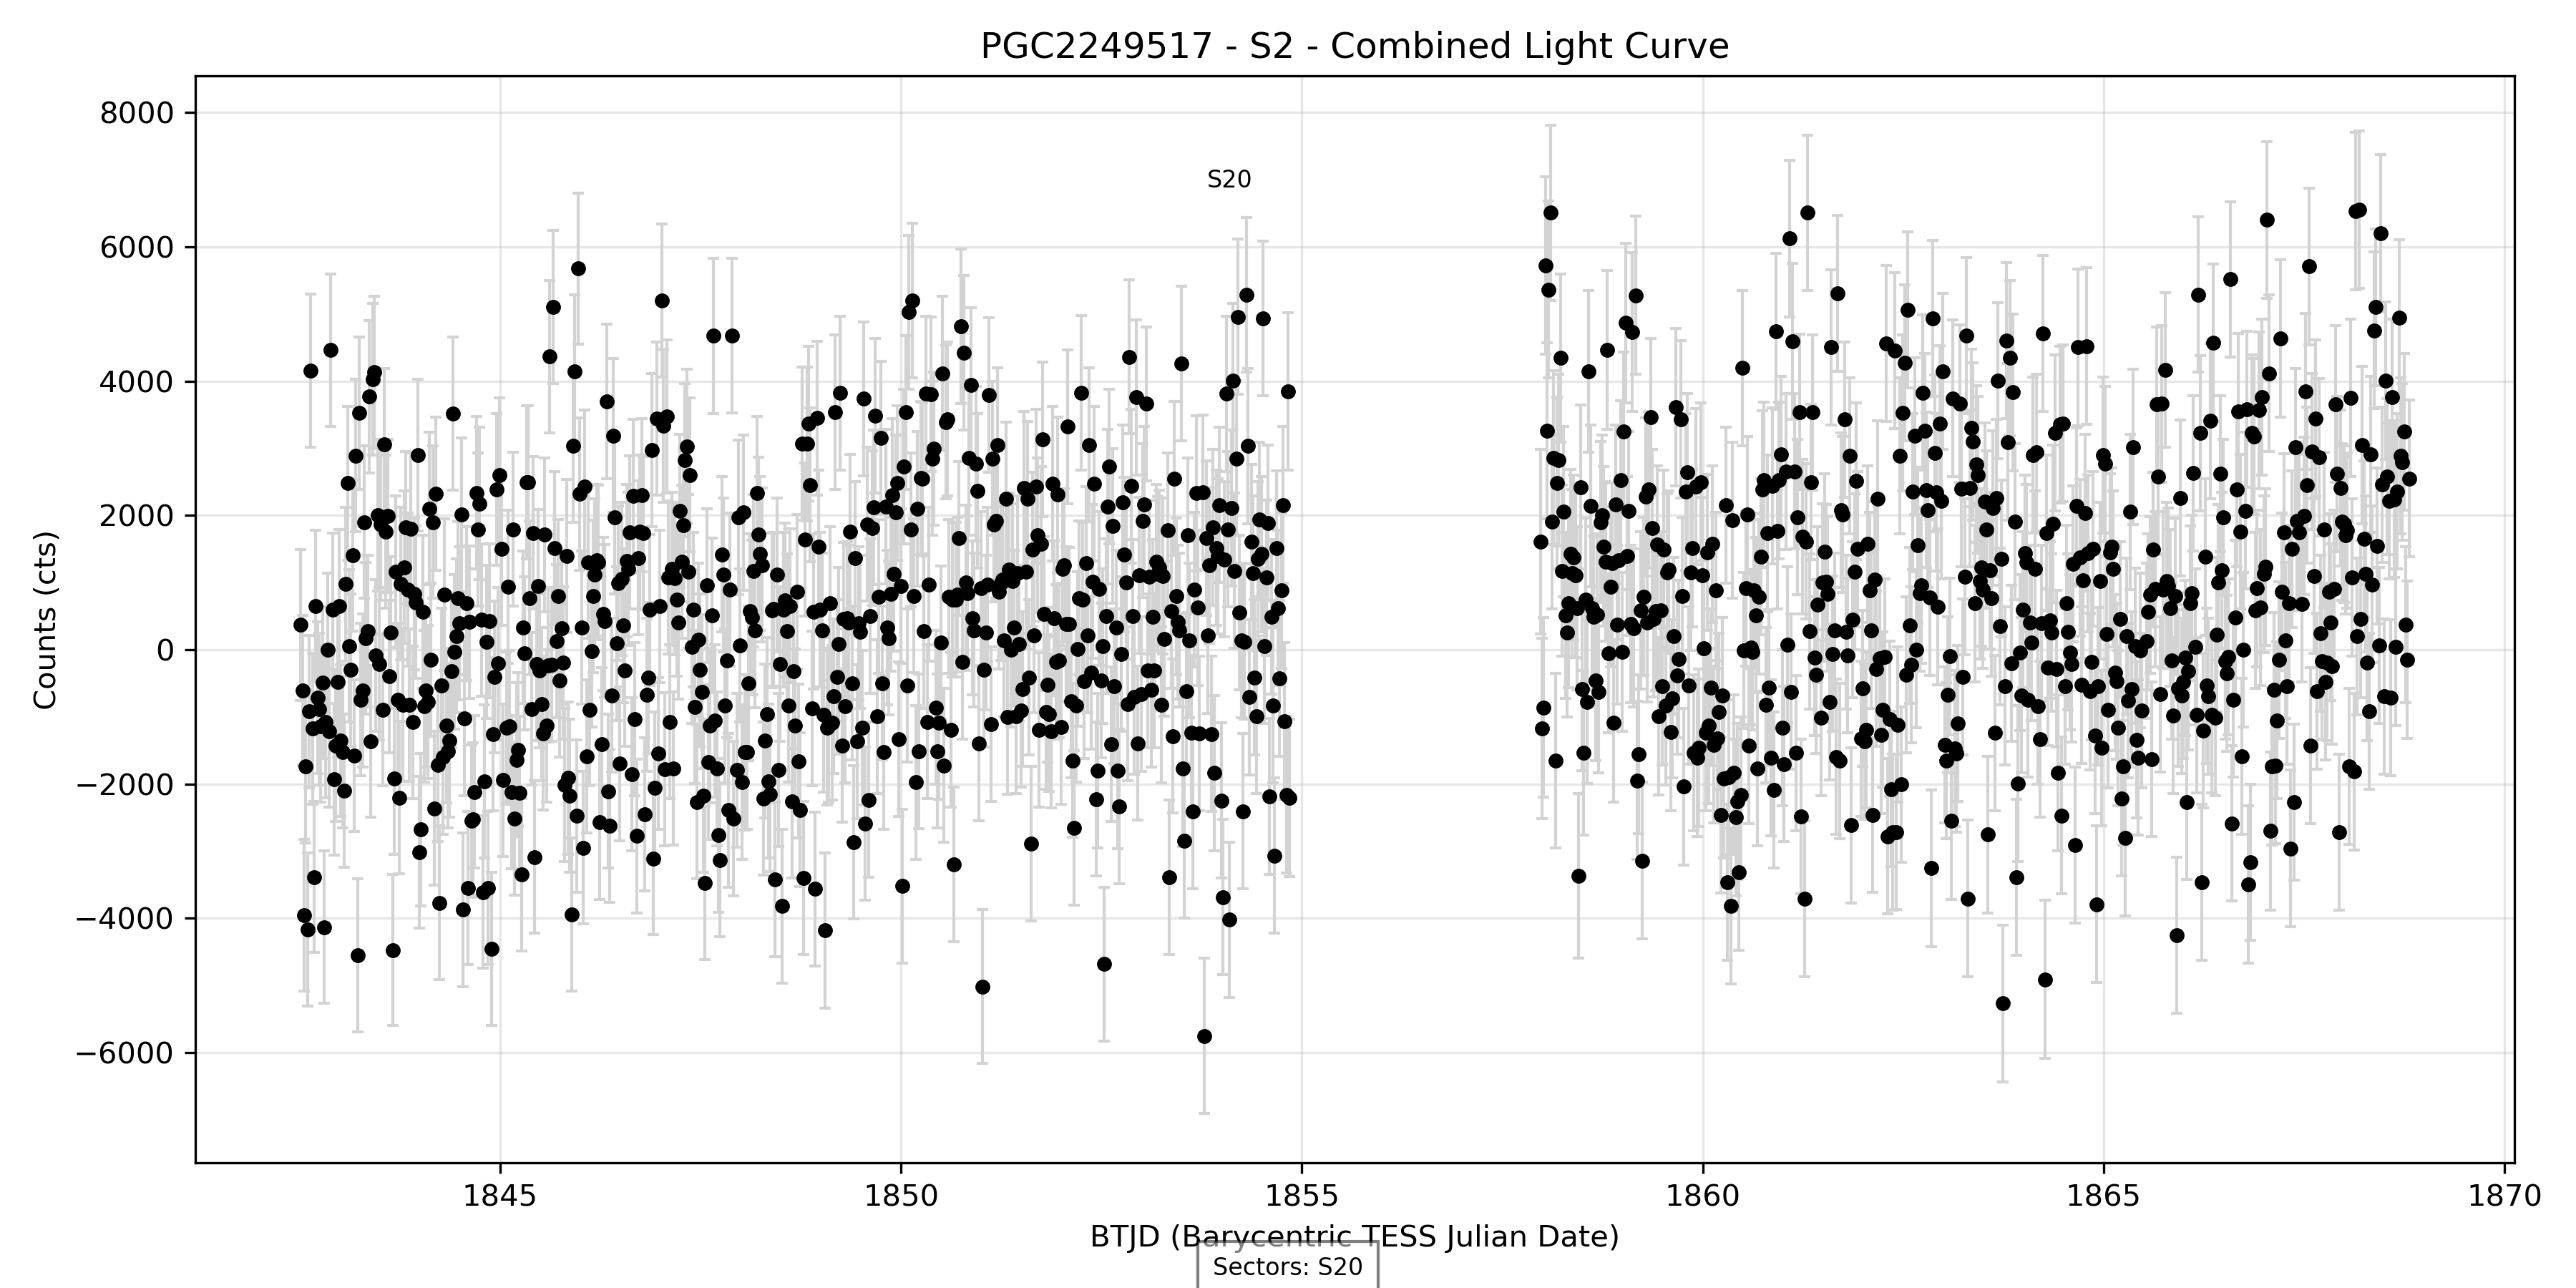 PGC2249517 - S2 - Combined Light Curve
8000
6000
4000
2000
0
−2000
−4000
−6000
Counts (cts)
S20
1845
1850
1855
1860
1865
1870
BTJD (Barycentric TESS Julian Date)
Sectors: S20